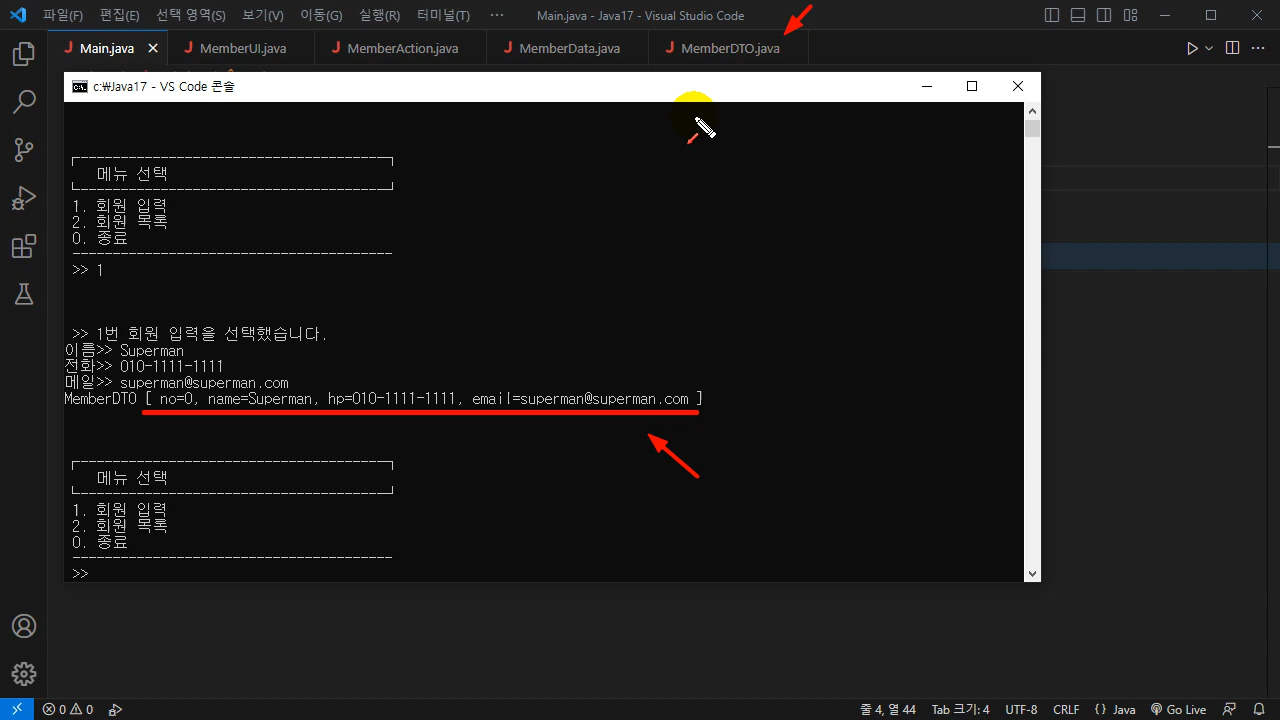 파일(F) 편집(E) 선택 영역(S) 보기(V) 이동(G) 실행(R) 터미널(T) ··· Main.java - Java17 - Visual Studio Code
Main.java MemberUI.java MemberAction.java MemberData.java MemberDTO.java
c:₩Java17 - VS Code 콘솔
메뉴 선택
1. 회원 입력
2. 회원 목록
0. 종료
----------------------------------------
>> 1
>> 1번 회원 입력을 선택했습니다.
이름>> Superman
전화>> 010-1111-1111
메일>> superman@superman.com
MemberDTO [ no=0, name=Superman, hp=010-1111-1111, email=superman@superman.com ]
메뉴 선택
1. 회원 입력
2. 회원 목록
0. 종료
----------------------------------------
>>
0 0 줄 4, 열 44 Tab 크기: 4 UTF-8 CRLF {} Java Go Live